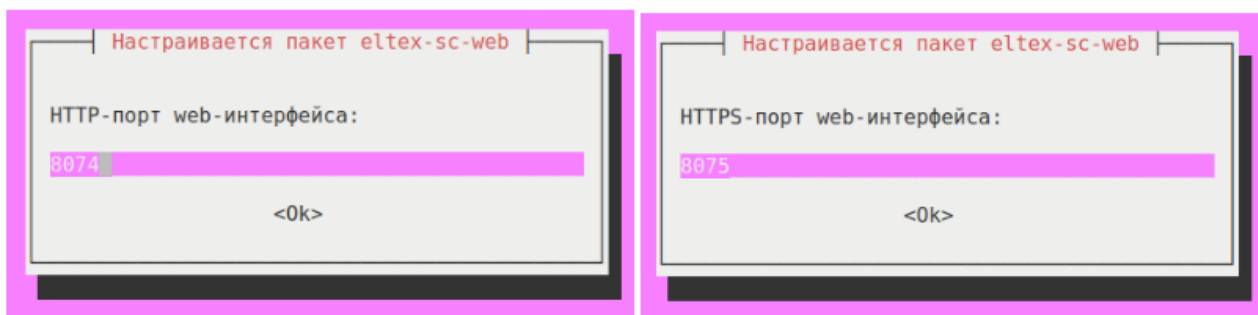 Настраивается пакет eltex-sc-web
HTTP-порт web-интерфейса:
8074
<Ok>
Настраивается пакет eltex-sc-web
HTTPS-порт web-интерфейса:
8075
<Ok>